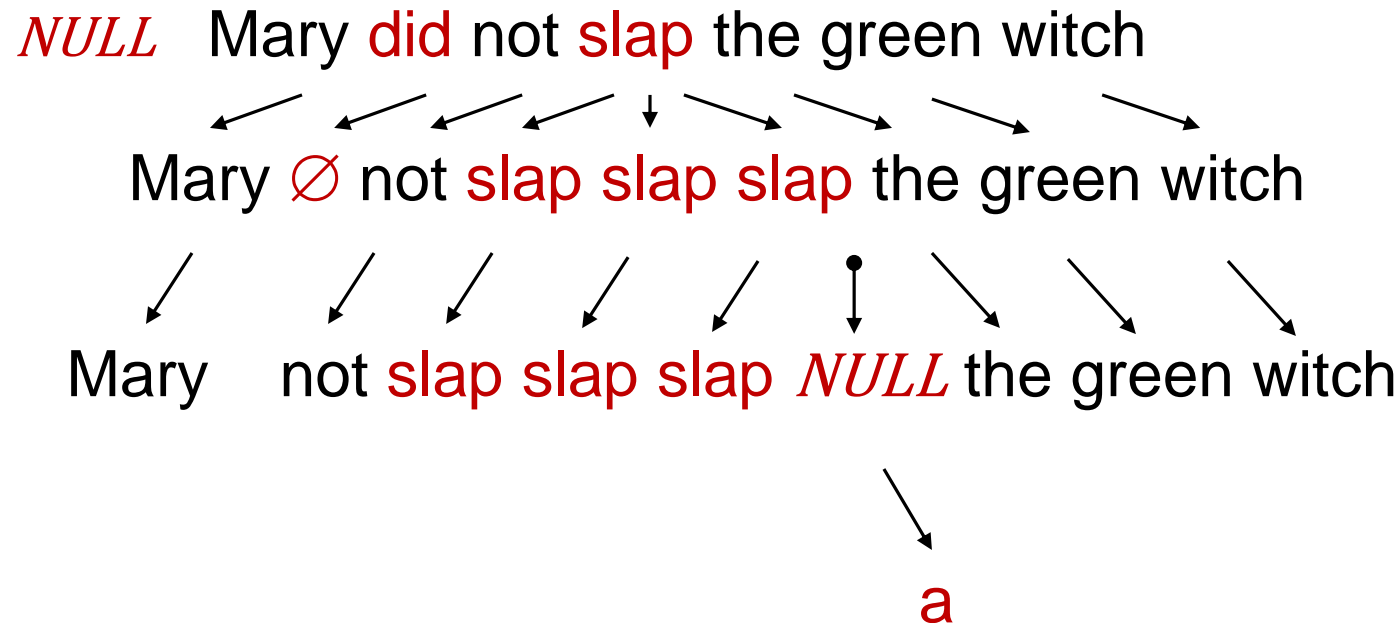 NULL Mary did not slap the green witch
Mary ∅ not slap slap slap the green witch
Mary not slap slap slap NULL the green witch
a